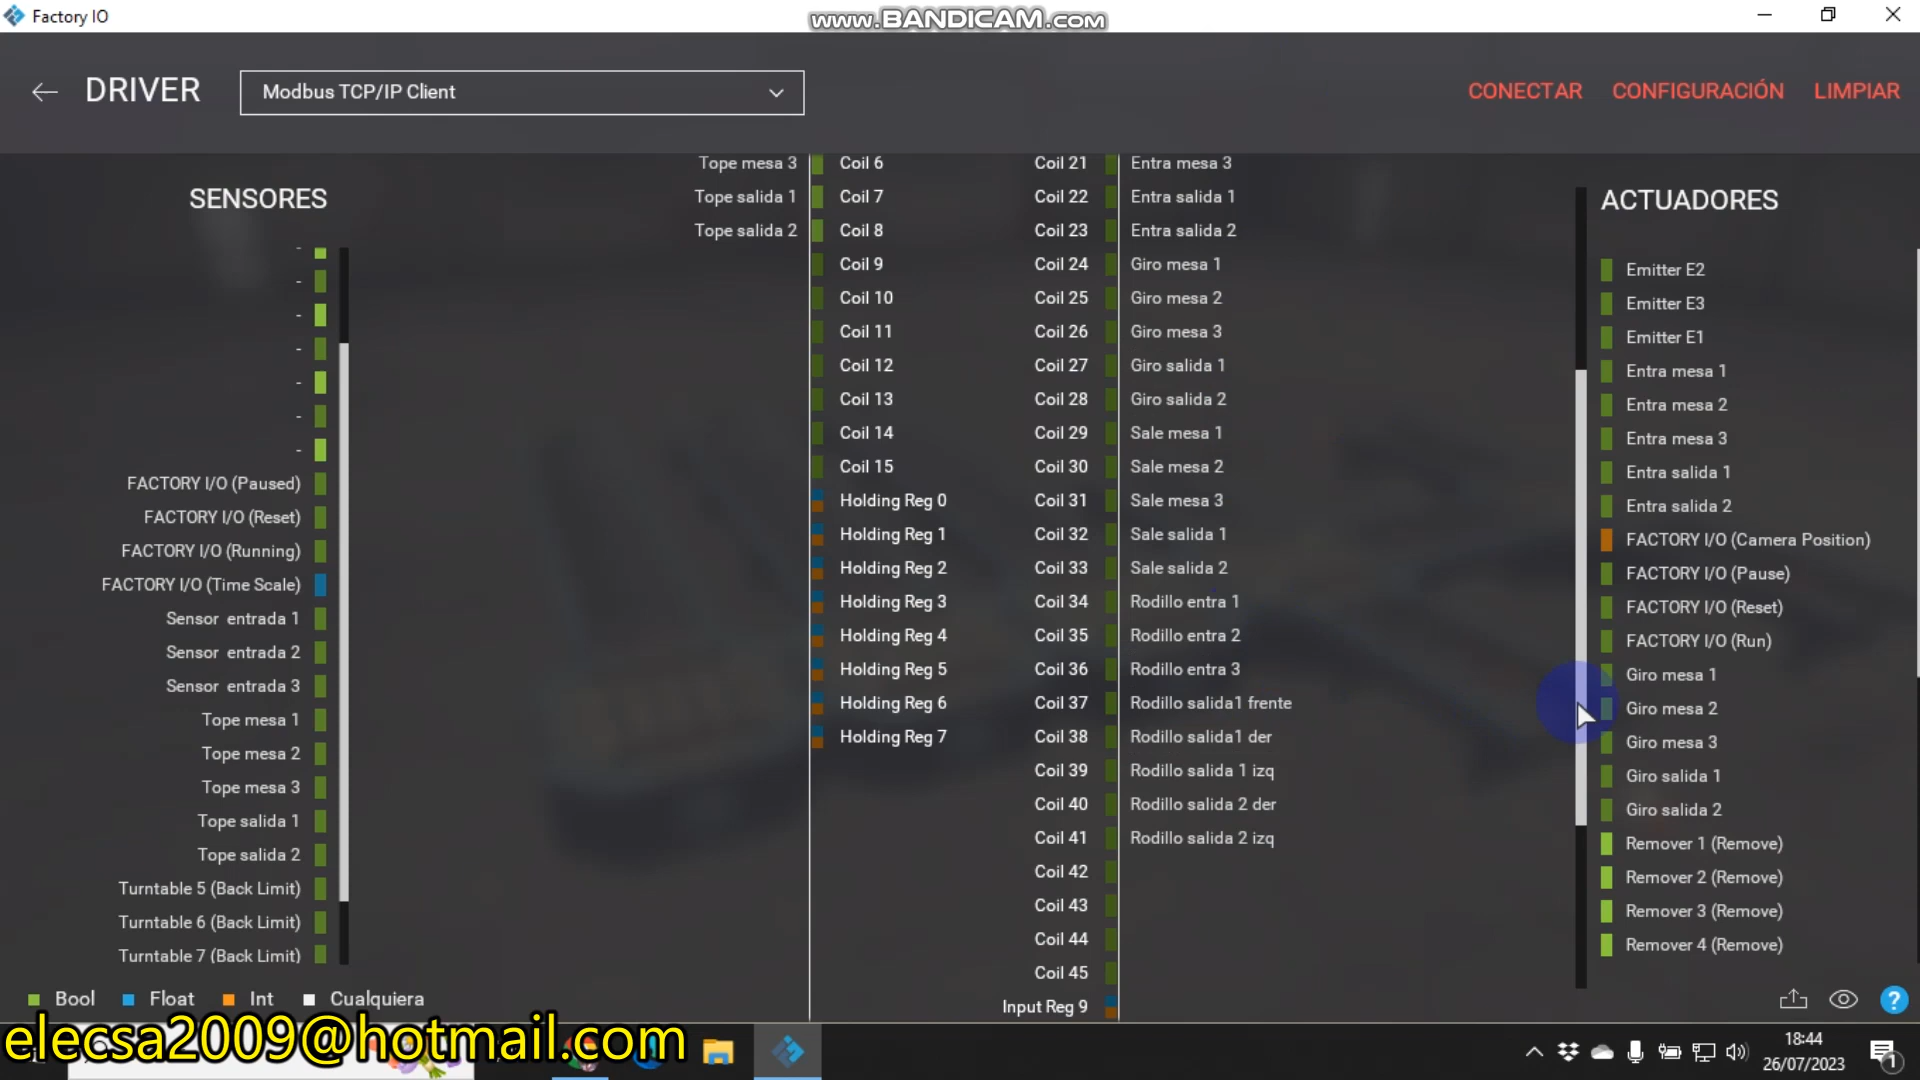 Factory IO
www.BANDICAM.com
DRIVER
Modbus TCP/IP Client
CONECTAR
CONFIGURACIÓN
LIMPIAR
SENSORES
-
-
-
-
-
-
-
FACTORY I/O (Paused)
FACTORY I/O (Reset)
FACTORY I/O (Running)
FACTORY I/O (Time Scale)
Sensor entrada 1
Sensor entrada 2
Sensor entrada 3
Tope mesa 1
Tope mesa 2
Tope mesa 3
Tope salida 1
Tope salida 2
Turntable 5 (Back Limit)
Turntable 6 (Back Limit)
Turntable 7 (Back Limit)
Tope mesa 3 Coil 6
Tope salida 1 Coil 7
Tope salida 2 Coil 8
Coil 9
Coil 10
Coil 11
Coil 12
Coil 13
Coil 14
Coil 15
Holding Reg 0
Holding Reg 1
Holding Reg 2
Holding Reg 3
Holding Reg 4
Holding Reg 5
Holding Reg 6
Holding Reg 7
Coil 21 Entra mesa 3
Coil 22 Entra salida 1
Coil 23 Entra salida 2
Coil 24 Giro mesa 1
Coil 25 Giro mesa 2
Coil 26 Giro mesa 3
Coil 27 Giro salida 1
Coil 28 Giro salida 2
Coil 29 Sale mesa 1
Coil 30 Sale mesa 2
Coil 31 Sale mesa 3
Coil 32 Sale salida 1
Coil 33 Sale salida 2
Coil 34 Rodillo entra 1
Coil 35 Rodillo entra 2
Coil 36 Rodillo entra 3
Coil 37 Rodillo salida1 frente
Coil 38 Rodillo salida1 der
Coil 39 Rodillo salida 1 izq
Coil 40 Rodillo salida 2 der
Coil 41 Rodillo salida 2 izq
Coil 42
Coil 43
Coil 44
Coil 45
Input Reg 9
ACTUADORES
Emitter E2
Emitter E3
Emitter E1
Entra mesa 1
Entra mesa 2
Entra mesa 3
Entra salida 1
Entra salida 2
FACTORY I/O (Camera Position)
FACTORY I/O (Pause)
FACTORY I/O (Reset)
FACTORY I/O (Run)
Giro mesa 1
Giro mesa 2
Giro mesa 3
Giro salida 1
Giro salida 2
Remover 1 (Remove)
Remover 2 (Remove)
Remover 3 (Remove)
Remover 4 (Remove)
Bool Float Int Cualquiera
?
elecsa2009@hotmail.com
18:44
26/07/2023
1